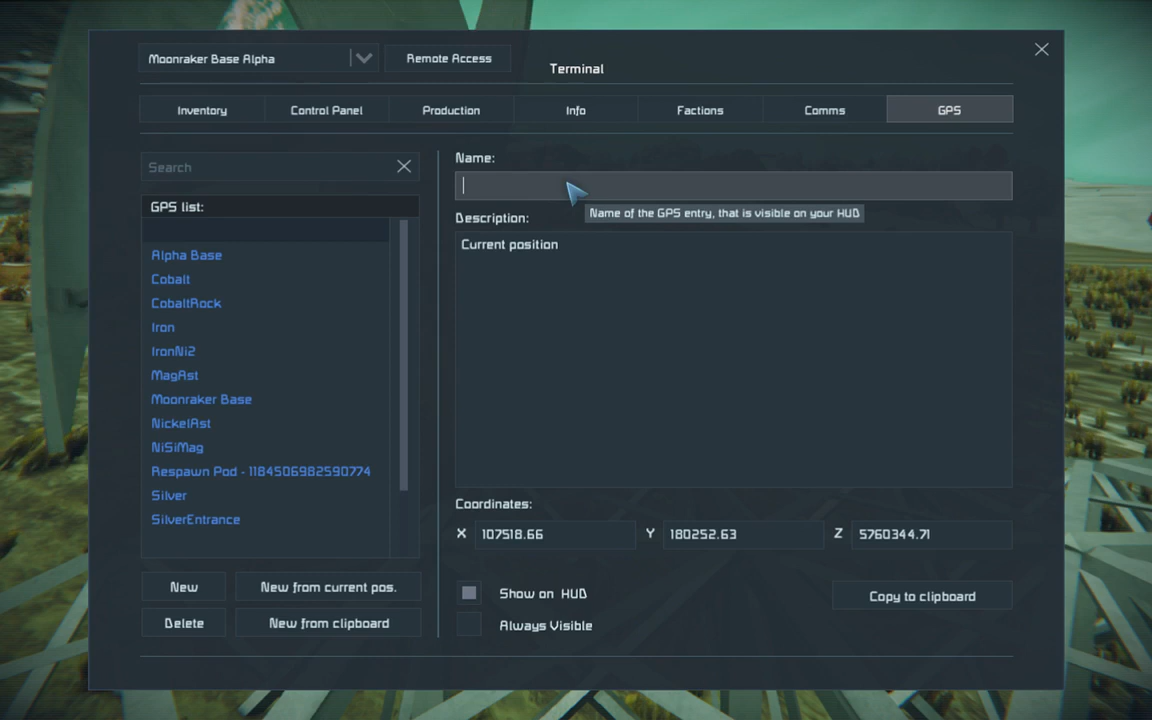 Moonraker Base Alpha
Remote Access
Terminal
Inventory
Control Panel
Production
Info
Factions
Comms
GPS
Search
GPS list:
Alpha Base
Cobalt
CobaltRock
Iron
IronNi2
MagAst
Moonraker Base
NickelAst
NiSiMag
Respawn Pod - 1184506982590774
Silver
SilverEntrance
New
New from current pos.
Delete
New from clipboard
Name:
Name of the GPS entry, that is visible on your HUD
Description:
Current position
Coordinates:
X 107518.66 Y 180252.63 Z 5760344.71
Show on HUD
Copy to clipboard
Always Visible